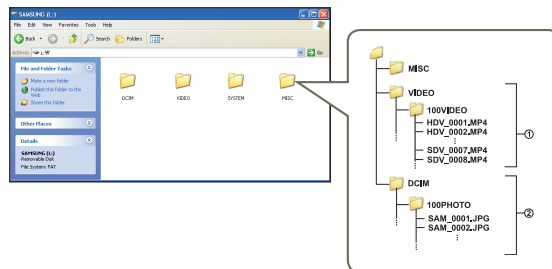 SAMSUNG (L:)
File Edit View Favorites Tools Help
Back Search Folders
Address L:\ Go
File and Folder Tasks
Make a new folder
Publish this folder to the
Web
Share this folder
Other Places
Details
SAMSUNG (L:)
Removable Disk
File System: FAT
DCIM VIDEO SYSTEM MISC
MISC
VIDEO
100VIDEO
HDV_0001.MP4
HDV_0002.MP4
SDV_0007.MP4
SDV_0008.MP4
①
DCIM
100PHOTO
SAM_0001.JPG
SAM_0002.JPG
②